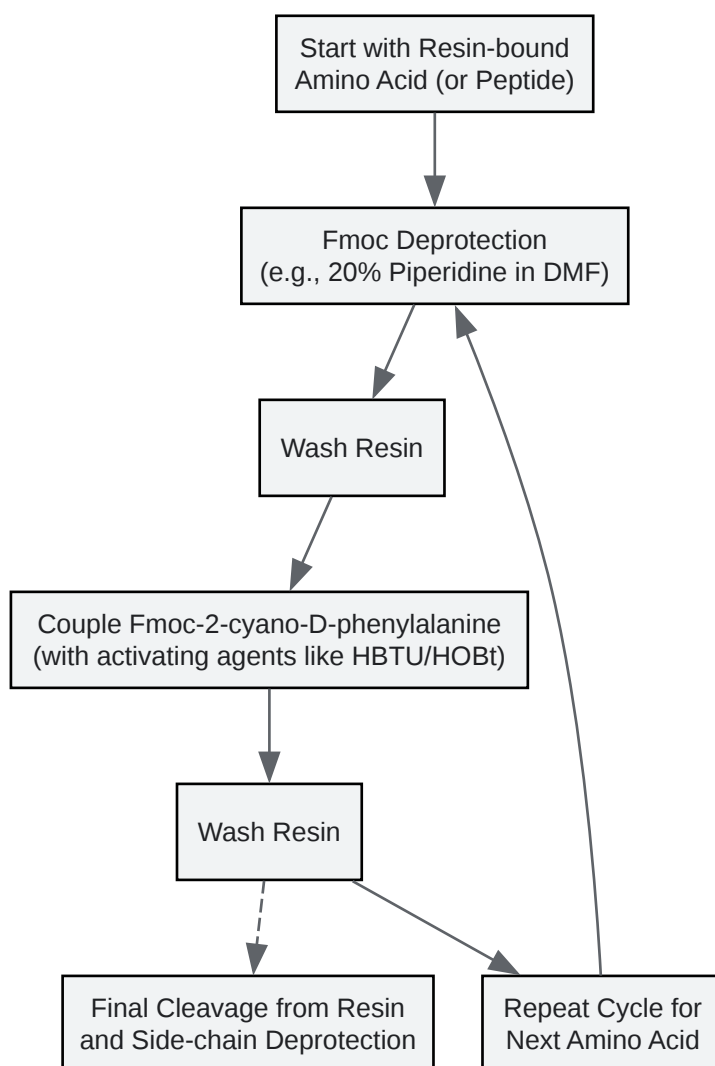 Start with Resin-bound
Amino Acid (or Peptide)
Fmoc Deprotection
(e.g., 20% Piperidine in DMF)
Wash Resin
Couple Fmoc-2-cyano-D-phenylalanine
(with activating agents like HBTU/HOBt)
Wash Resin
Final Cleavage from Resin
and Side-chain Deprotection
Repeat Cycle for
Next Amino Acid